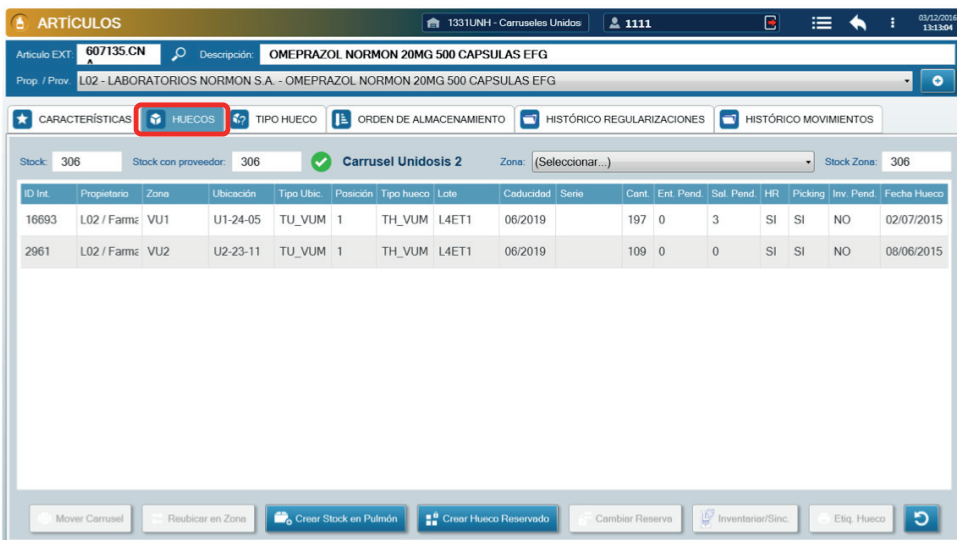 ARTÍCULOS
1331UNH - Carruseles Unidos
1111
03/12/2016
13:13:04
Articulo EXT:
607135.CN
Descripción:
OMEPRAZOL NORMON 20MG 500 CAPSULAS EFG
Prop. / Prov.
L02 - LABORATORIOS NORMON S.A. - OMEPRAZOL NORMON 20MG 500 CAPSULAS EFG
CARACTERÍSTICAS HUECOS TIPO HUECO ORDEN DE ALMACENAMIENTO HISTÓRICO REGULARIZACIONES HISTÓRICO MOVIMIENTOS
Stock: 306 Stock con proveedor: 306 Carrusel Unidosis 2 Zona: (Seleccionar...) Stock Zona: 306
ID Int. Propietario Zona Ubicación Tipo Ubic. Posición Tipo hueco Lote Caducidad Serie Cant. Ent. Pend. Sal. Pend. HR Picking Inv. Pend. Fecha Hueco
16693 L02 / Farma VU1 U1-24-05 TU_VUM 1 TH_VUM L4ET1 06/2019 197 0 3 SI SI NO 02/07/2015
2961 L02 / Farma VU2 U2-23-11 TU_VUM 1 TH_VUM L4ET1 06/2019 109 0 0 SI SI NO 08/06/2015
Mover Carrusel Reubicar en Zona Crear Stock en Pulmón Crear Hueco Reservado Cambiar Reserva Inventariar/Sinc. Etiq. Hueco